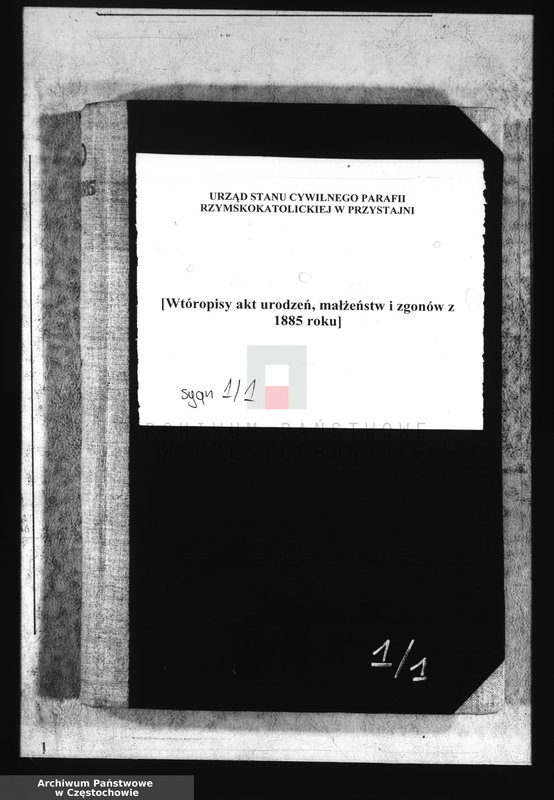 URZĄD STANU CYWILNEGO PARAFII
RZYMSKOKATOLICKIEJ W PRZYSTAJNI
[Wtóropisy akt urodzeń, małżeństw i zgonów z
1885 roku]
sygn 1/1
ARCHIWUM PAŃSTWOWE
W CZĘSTOCHOWIE
1/1
Archiwum Państwowe
w Częstochowie